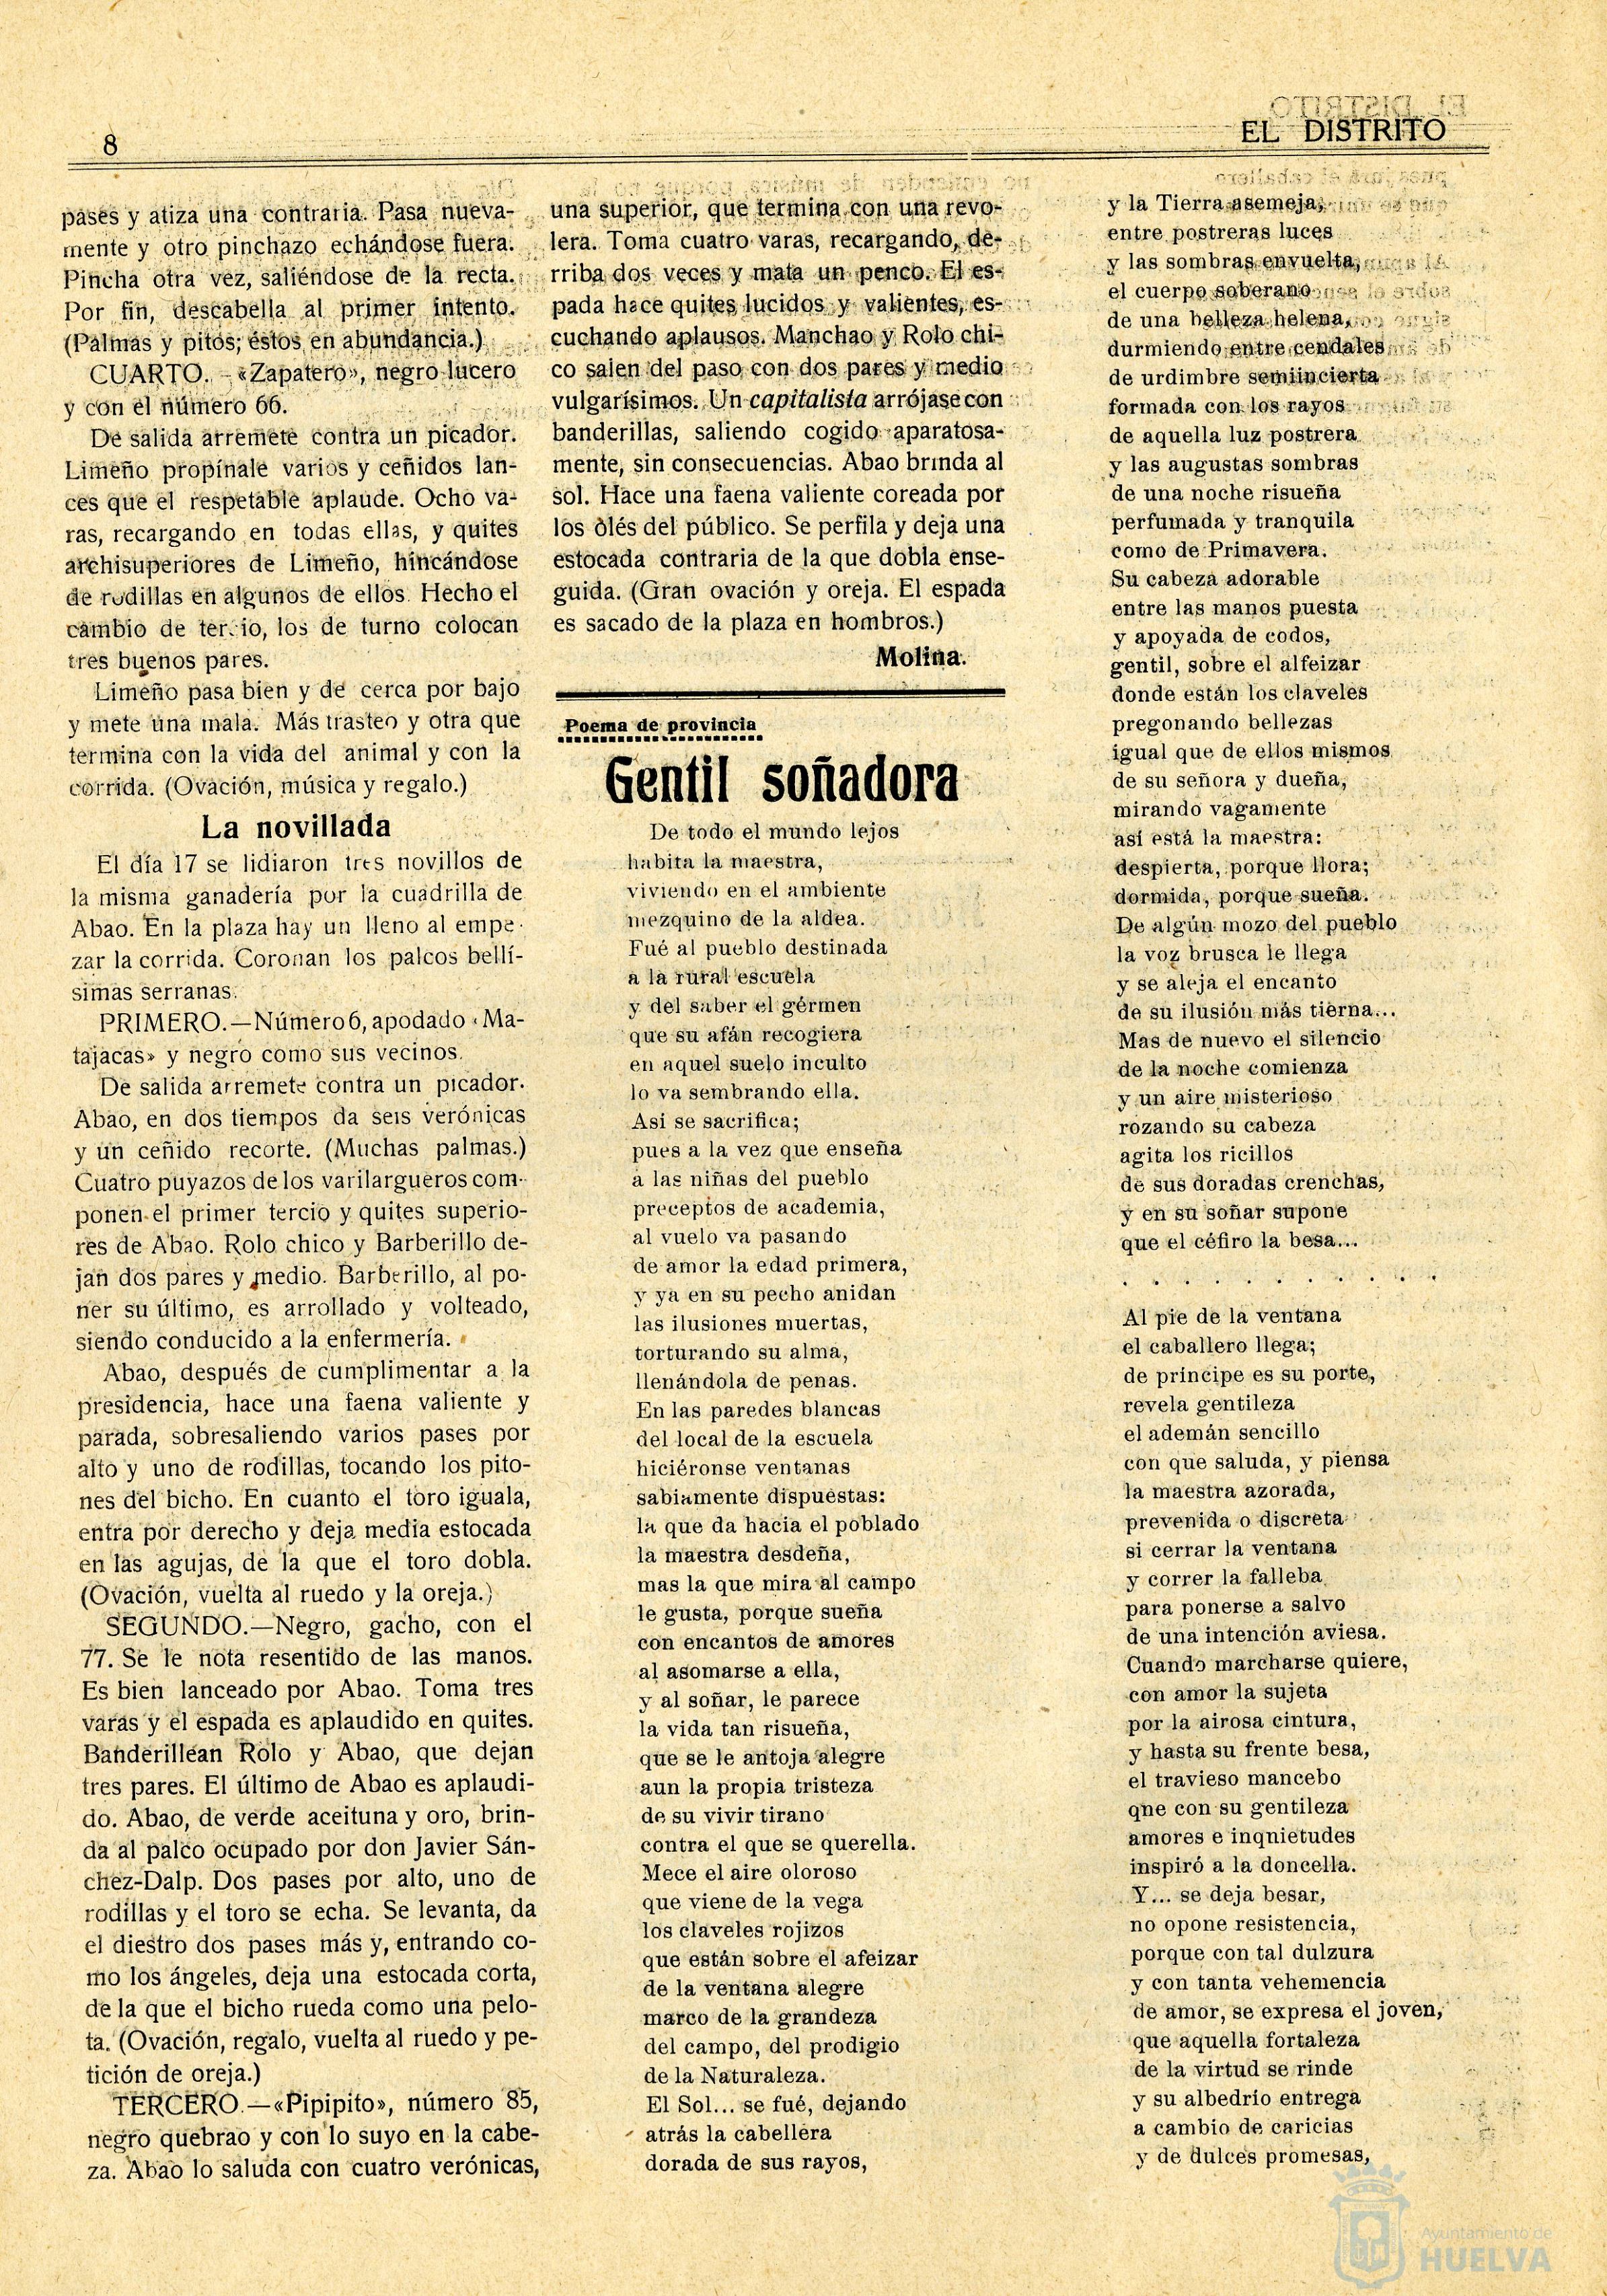 8
EL DISTRITO
pases y atiza una contraria. Pasa nueva-
mente y otro pinchazo echándose fuera.
Pincha otra vez, saliéndose de la recta.
Por fin, descabella al primer intento.
(Palmas y pitos; éstos en abundancia.)
CUARTO. — «Zapatero», negro lucero
y con el número 66.
De salida arremete contra un picador.
Limeño propínale varios y ceñidos lan-
ces que el respetable aplaude. Ocho va-
ras, recargando en todas ellas, y quites
archisuperiores de Limeño, hincándose
de rodillas en algunos de ellos. Hecho el
cambio de tercio, los de turno colocan
tres buenos pares.
Limeño pasa bien y de cerca por bajo
y mete una mala. Más trasteo y otra que
termina con la vida del animal y con la
corrida. (Ovación, música y regalo.)
La novillada
El día 17 se lidiaron tres novillos de
la misma ganadería por la cuadrilla de
Abao. En la plaza hay un lleno al empe-
zar la corrida. Coronan los palcos bellí-
simas serranas.
PRIMERO.—Número 6, apodado «Ma-
tajacas» y negro como sus vecinos.
De salida arremete contra un picador.
Abao, en dos tiempos da seis verónicas
y un ceñido recorte. (Muchas palmas.)
Cuatro puyazos de los varilargueros com-
ponen el primer tercio y quites superio-
res de Abao. Rolo chico y Barberillo de-
jan dos pares y medio. Barberillo, al po-
ner su último, es arrollado y volteado,
siendo conducido a la enfermería.
Abao, después de cumplimentar a la
presidencia, hace una faena valiente y
parada, sobresaliendo varios pases por
alto y uno de rodillas, tocando los pito-
nes del bicho. En cuanto el toro iguala,
entra por derecho y deja media estocada
en las agujas, de la que el toro dobla.
(Ovación, vuelta al ruedo y la oreja.)
SEGUNDO.—Negro, gacho, con el
77. Se le nota resentido de las manos.
Es bien lanceado por Abao. Toma tres
varas y el espada es aplaudido en quites.
Banderillean Rolo y Abao, que dejan
tres pares. El último de Abao es aplaudi-
do. Abao, de verde aceituna y oro, brin-
da al palco ocupado por don Javier Sán-
chez-Dalp. Dos pases por alto, uno de
rodillas y el toro se echa. Se levanta, da
el diestro dos pases más y, entrando co-
mo los ángeles, deja una estocada corta,
de la que el bicho rueda como una pelo-
ta. (Ovación, regalo, vuelta al ruedo y pe-
tición de oreja.)
TERCERO.—«Pipipito», número 85,
negro quebrao y con lo suyo en la cabe-
za. Abao lo saluda con cuatro verónicas,
una superior, que termina con una revo-
lera. Toma cuatro varas, recargando, de-
rriba dos veces y mata un penco. El es-
pada hace quites lucidos y valientes, es-
cuchando aplausos. Manchao y Rolo chi-
co salen del paso con dos pares y medio
vulgarísimos. Un capitalista arrójase con
banderillas, saliendo cogido aparatosa-
mente, sin consecuencias. Abao brinda al
sol. Hace una faena valiente coreada por
los olés del público. Se perfila y deja una
estocada contraria de la que dobla ense-
guida. (Gran ovación y oreja. El espada
es sacado de la plaza en hombros.)
Molina.
Poema de provincia
Gentil soñadora
De todo el mundo lejos
habita la maestra,
viviendo en el ambiente
mezquino de la aldea.
Fué al pueblo destinada
a la rural escuela
y del saber el gérmen
que su afán recogiera
en aquel suelo inculto
lo va sembrando ella.
Asi se sacrifica;
pues a la vez que enseña
a las niñas del pueblo
preceptos de academia,
al vuelo va pasando
de amor la edad primera,
y ya en su pecho anidan
las ilusiones muertas,
torturando su alma,
llenándola de penas.
En las paredes blancas
del local de la escuela
hiciéronse ventanas
sabiamente dispuestas:
la que da hacia el poblado
la maestra desdeña,
mas la que mira al campo
le gusta, porque sueña
con encantos de amores
al asomarse a ella,
y al soñar, le parece
la vida tan risueña,
que se le antoja alegre
aun la propia tristeza
de su vivir tirano
contra el que se querella.
Mece el aire oloroso
que viene de la vega
los claveles rojizos
que están sobre el afeizar
de la ventana alegre
marco de la grandeza
del campo, del prodigio
de la Naturaleza.
El Sol... se fué, dejando
atrás la cabellera
dorada de sus rayos,
y la Tierra asemeja,
entre postreras luces
y las sombras envuelta,
el cuerpo soberano
de una belleza helena,
durmiendo entre cendales
de urdimbre semiincierta
formada con los rayos
de aquella luz postrera
y las augustas sombras
de una noche risueña
perfumada y tranquila
como de Primavera.
Su cabeza adorable
entre las manos puesta
y apoyada de codos,
gentil, sobre el alfeizar
donde están los claveles
pregonando bellezas
igual que de ellos mismos
de su señora y dueña,
mirando vagamente
así está la maestra:
despierta, porque llora;
dormida, porque sueña.
De algún mozo del pueblo
la voz brusca le llega
y se aleja el encanto
de su ilusión más tierna...
Mas de nuevo el silencio
de la noche comienza
y un aire misterioso
rozando su cabeza
agita los ricillos
de sus doradas crenchas,
y en su soñar supone
que el céfiro la besa...
. . . . . . . . . . .
Al pie de la ventana
el caballero llega;
de príncipe es su porte,
revela gentileza
el ademán sencillo
con que saluda, y piensa
la maestra azorada,
prevenida o discreta
si cerrar la ventana
y correr la falleba
para ponerse a salvo
de una intención aviesa.
Cuando marcharse quiere,
con amor la sujeta
por la airosa cintura,
y hasta su frente besa,
el travieso mancebo
qne con su gentileza
amores e inqnietudes
inspiró a la doncella.
Y... se deja besar,
no opone resistencia,
porque con tal dulzura
y con tanta vehemencia
de amor, se expresa el joven,
que aquella fortaleza
de la virtud se rinde
y su albedrio entrega
a cambio de caricias
y de dulces promesas,
Ayuntamiento de
HUELVA